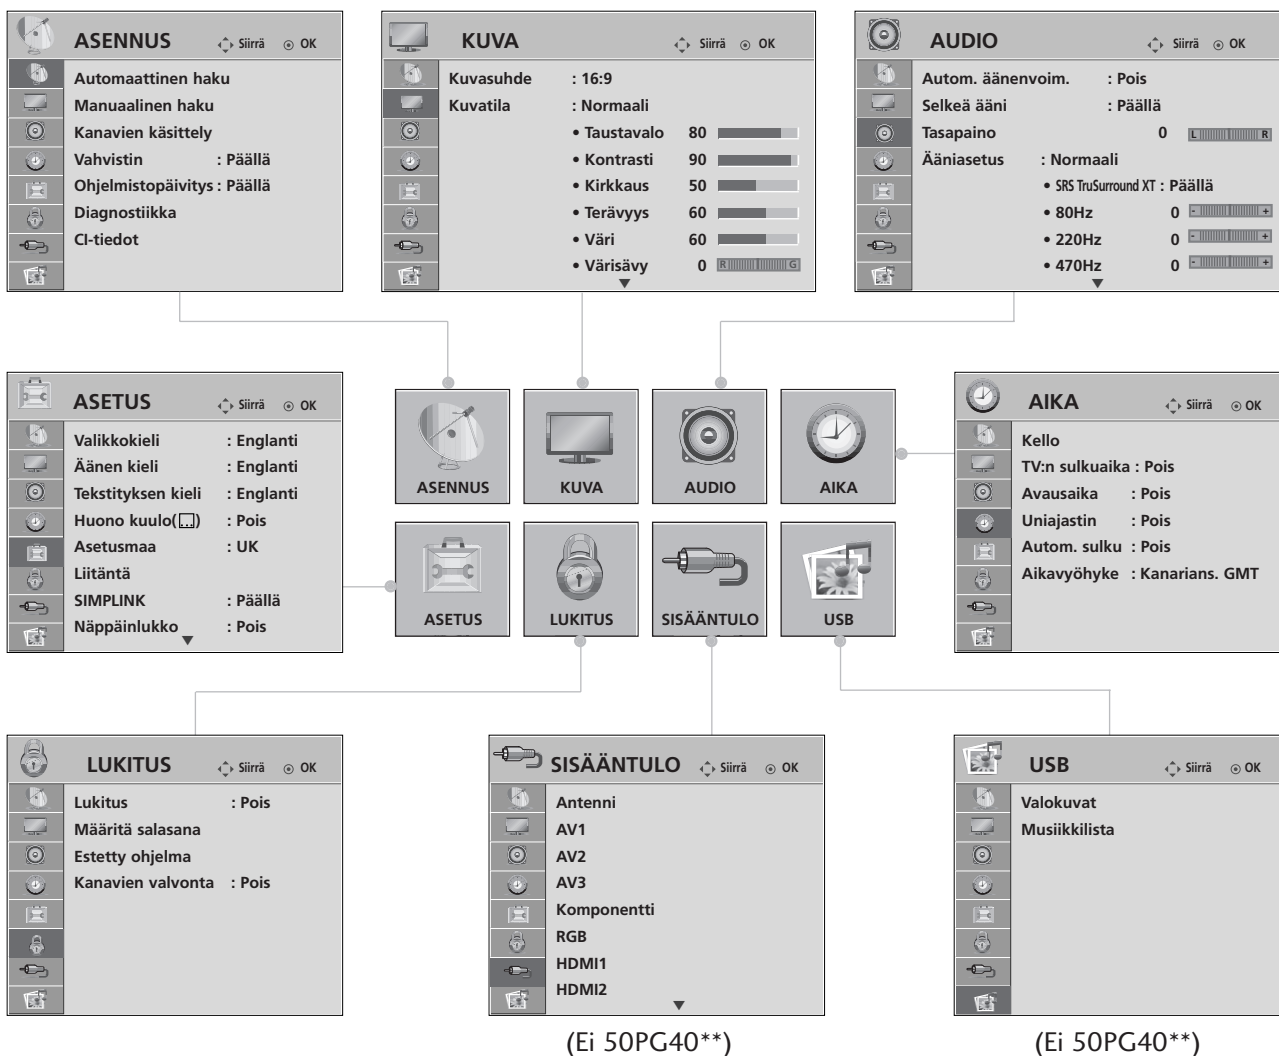 ASENNUS Siirrä OK
Automaattinen haku
Manuaalinen haku
Kanavien käsittely
Vahvistin : Päällä
Ohjelmistopäivitys : Päällä
Diagnostiikka
CI-tiedot
KUVA Siirrä OK
Kuvasuhde : 16:9
Kuvatila : Normaali
• Taustavalo 80
• Kontrasti 90
• Kirkkaus 50
• Terävyys 60
• Väri 60
• Värisävy 0 R G
AUDIO Siirrä OK
Autom. äänenvoim. : Pois
Selkeä ääni : Päällä
Tasapaino 0 L R
Ääniasetus : Normaali
• SRS TruSurround XT : Päällä
• 80Hz 0 - +
• 220Hz 0 - +
• 470Hz 0 - +
ASETUS Siirrä OK
Valikkokieli : Englanti
Äänen kieli : Englanti
Tekstityksen kieli : Englanti
Huono kuulo( ) : Pois
Asetusmaa : UK
Liitäntä
SIMPLINK : Päällä
Näppäinlukko : Pois
ASENNUS KUVA AUDIO AIKA
ASETUS LUKITUS SISÄÄNTULO USB
AIKA Siirrä OK
Kello
TV:n sulkuaika : Pois
Avausaika : Pois
Uniajastin : Pois
Autom. sulku : Pois
Aikavyöhyke : Kanarians. GMT
LUKITUS Siirrä OK
Lukitus : Pois
Määritä salasana
Estetty ohjelma
Kanavien valvonta : Pois
SISÄÄNTULO Siirrä OK
Antenni
AV1
AV2
AV3
Komponentti
RGB
HDMI1
HDMI2
(Ei 50PG40**)
USB Siirrä OK
Valokuvat
Musiikkilista
(Ei 50PG40**)